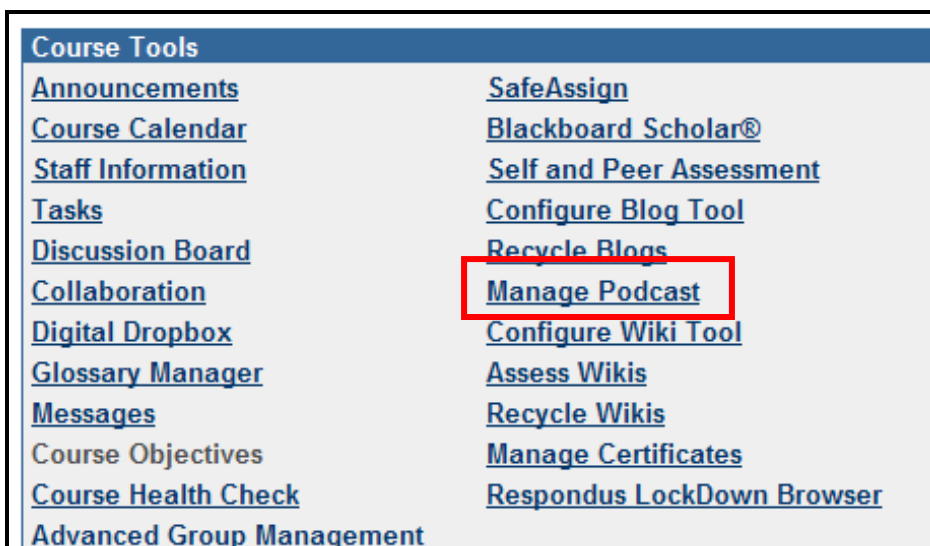 Course Tools
Announcements
Course Calendar
Staff Information
Tasks
Discussion Board
Collaboration
Digital Dropbox
Glossary Manager
Messages
Course Objectives
Course Health Check
Advanced Group Management
SafeAssign
Blackboard Scholar®
Self and Peer Assessment
Configure Blog Tool
Recycle Blogs
Manage Podcast
Configure Wiki Tool
Assess Wikis
Recycle Wikis
Manage Certificates
Respondus LockDown Browser